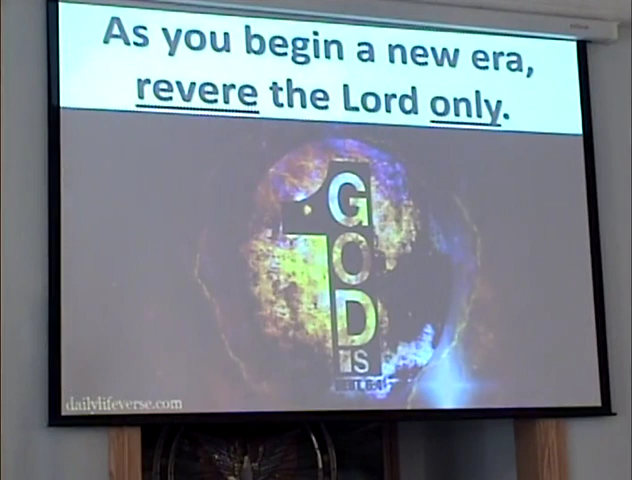 As you begin a new era,
revere the Lord only.
GOD
IS
dailylifeverse.com